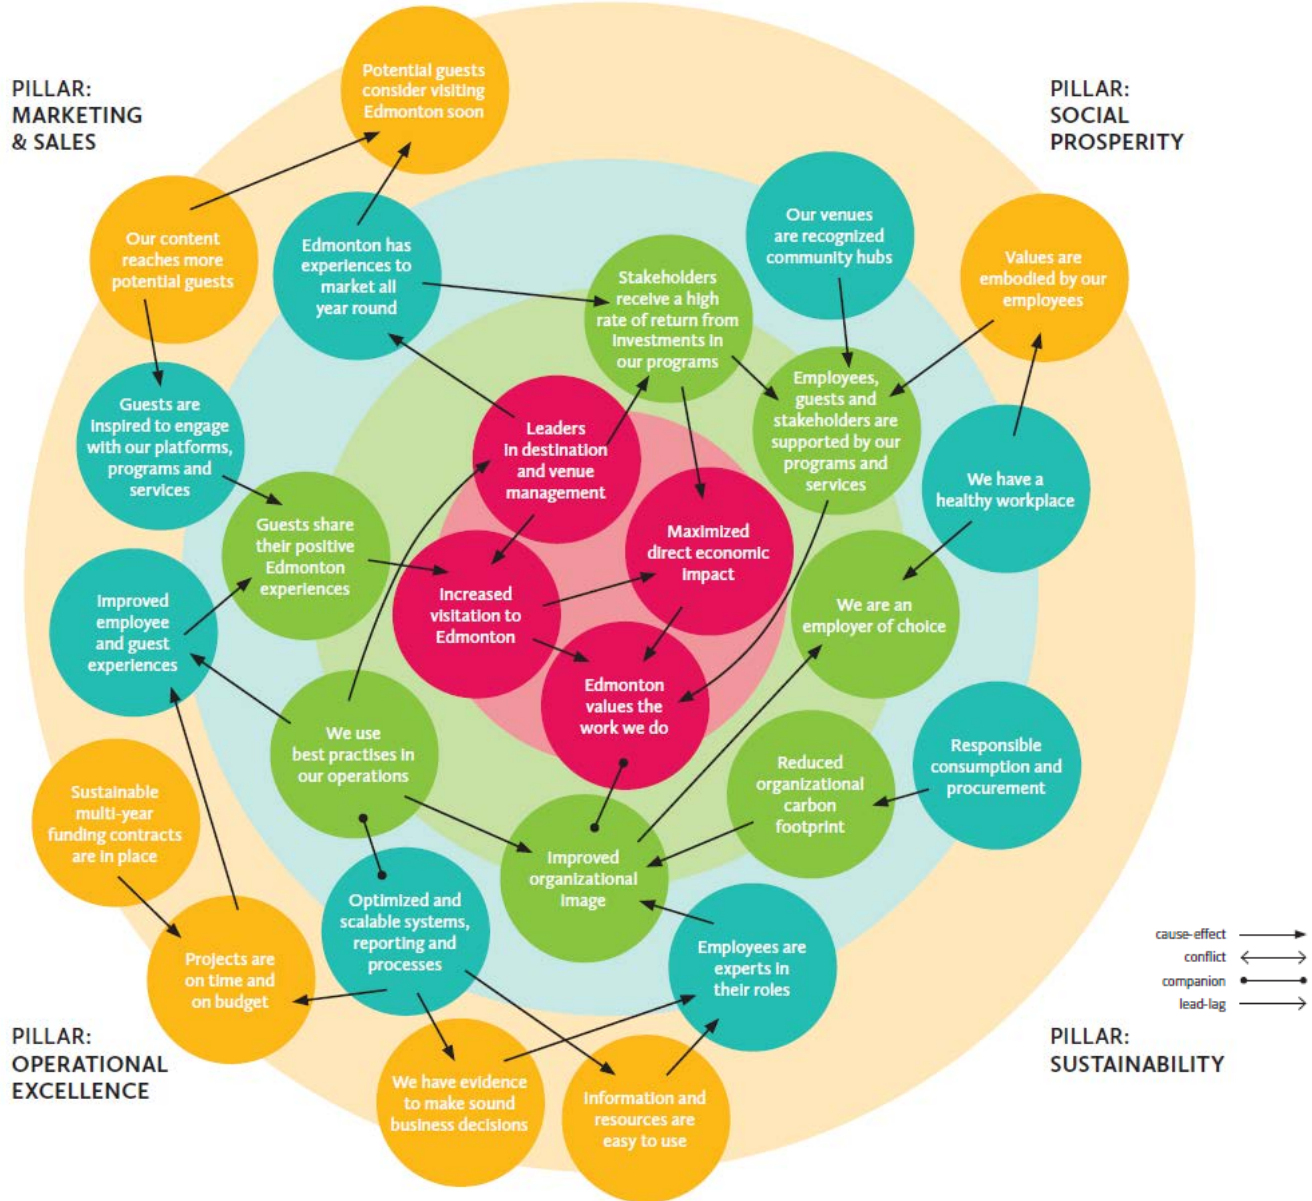 PILLAR:
MARKETING
& SALES
Potential guests
consider visiting
Edmonton soon
PILLAR:
SOCIAL
PROSPERITY
Our content
reaches more
potential guests
Edmonton has
experiences to
market all
year round
Stakeholders
receive a high
rate of return from
investments in
our programs
Our venues
are recognized
community hubs
Values are
embodied by our
employees
Guests are
inspired to engage
with our platforms,
programs and
services
Leaders
in destination
and venue
management
Employees,
guests and
stakeholders are
supported by our
programs and
services
We have a
healthy workplace
Guests share
their positive
Edmonton
experiences
Maximized
direct economic
impact
Improved
employee
and guest
experiences
Increased
visitation to
Edmonton
We are an
employer of choice
We use
best practises in
our operations
Edmonton
values the
work we do
Reduced
organizational
carbon
footprint
Responsible
consumption and
procurement
Sustainable
multi-year
funding contracts
are in place
Improved
organizational
image
Optimized and
scalable systems,
reporting and
processes
Projects are
on time and
on budget
Employees are
experts in
their roles
cause-effect
conflict
companion
lead-lag
PILLAR:
OPERATIONAL
EXCELLENCE
We have evidence
to make sound
business decisions
Information and
resources are
easy to use
PILLAR:
SUSTAINABILITY